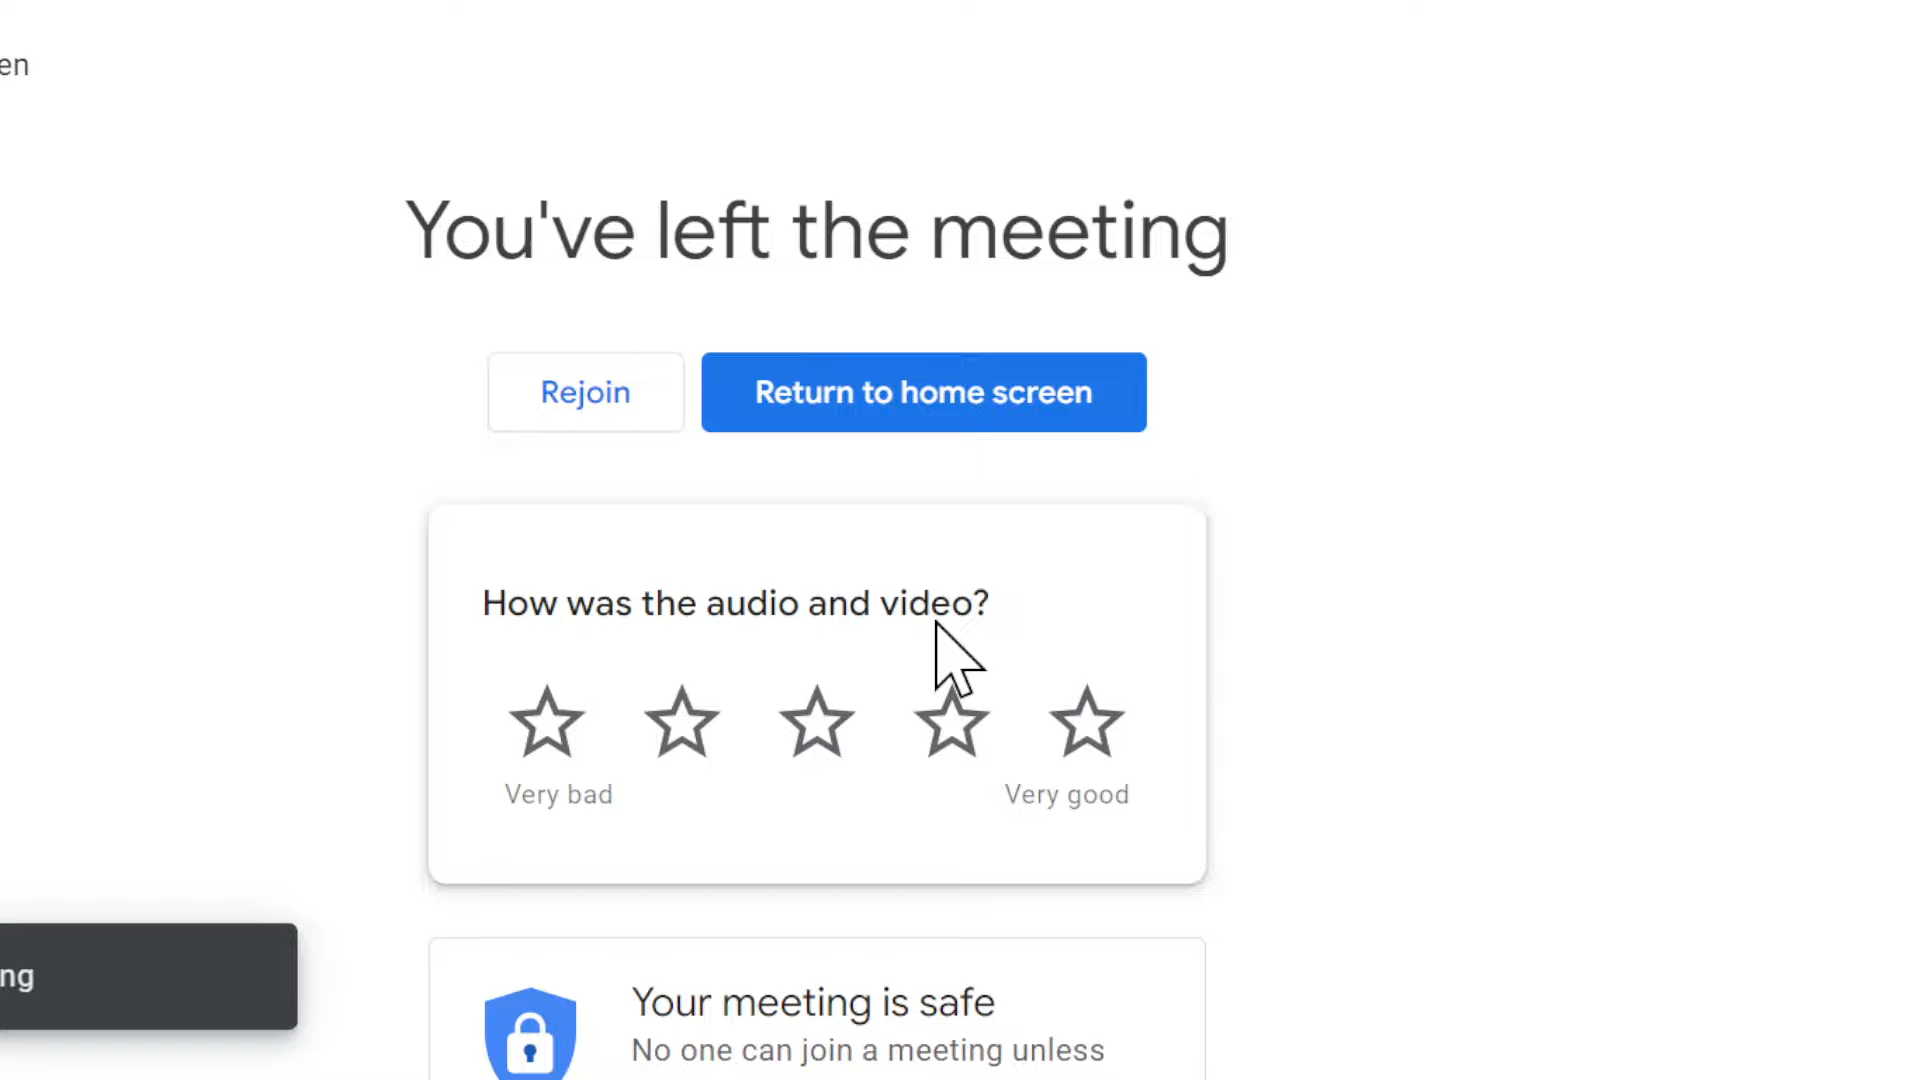 en
You've left the meeting
Rejoin
Return to home screen
How was the audio and video?
Very bad
Very good
ng
Your meeting is safe
No one can join a meeting unless